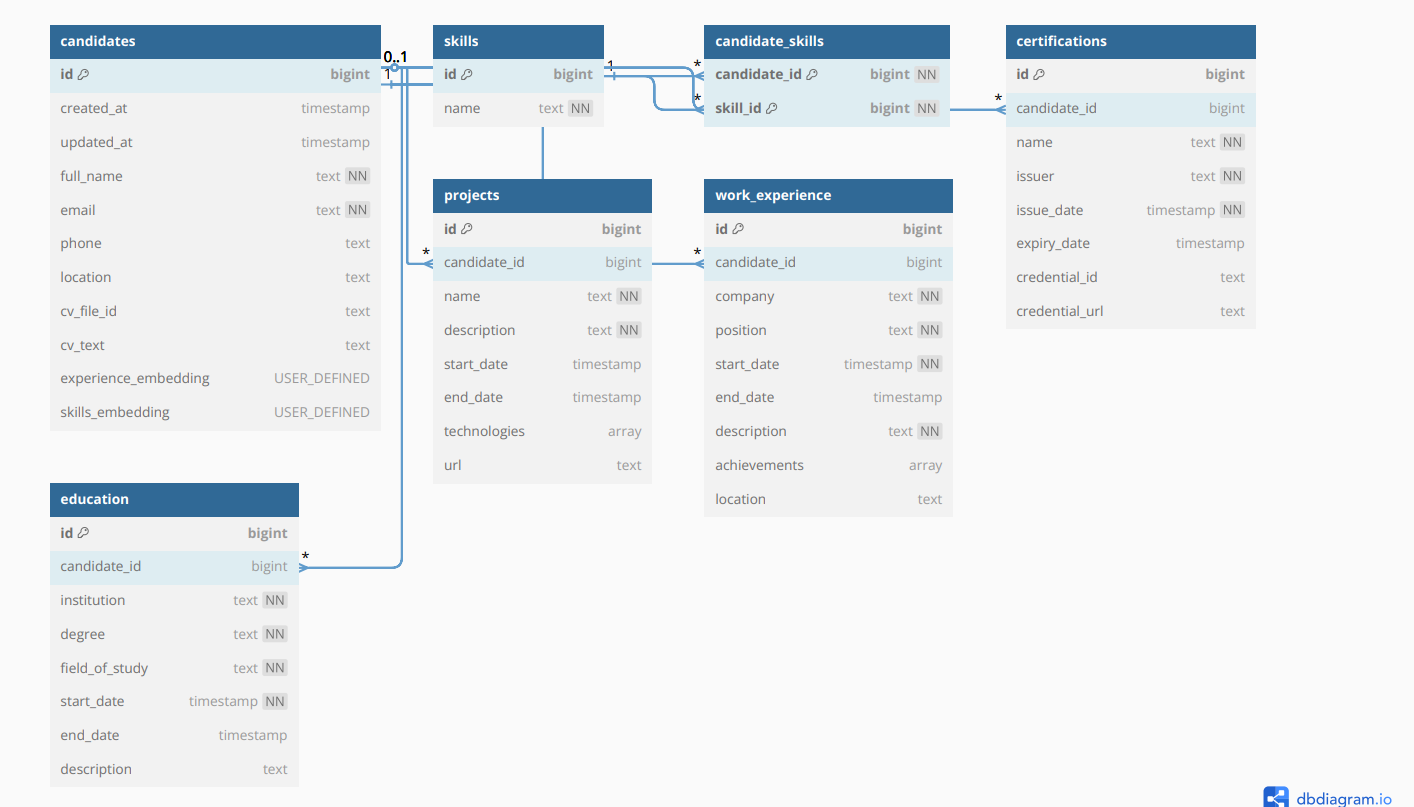 candidates
id bigint
created_at timestamp
updated_at timestamp
full_name text NN
email text NN
phone text
location text
cv_file_id text
cv_text text
experience_embedding USER_DEFINED
skills_embedding USER_DEFINED
0..1
1
skills
id bigint
name text NN
1
*
*
candidate_skills
candidate_id bigint NN
skill_id bigint NN
*
certifications
id bigint
candidate_id bigint
name text NN
issuer text NN
issue_date timestamp NN
expiry_date timestamp
credential_id text
credential_url text
*
projects
id bigint
candidate_id bigint
name text NN
description text NN
start_date timestamp
end_date timestamp
technologies array
url text
*
work_experience
id bigint
candidate_id bigint
company text NN
position text NN
start_date timestamp NN
end_date timestamp
description text NN
achievements array
location text
education
id bigint
candidate_id bigint
institution text NN
degree text NN
field_of_study text NN
start_date timestamp NN
end_date timestamp
description text
*
dbdiagram.io